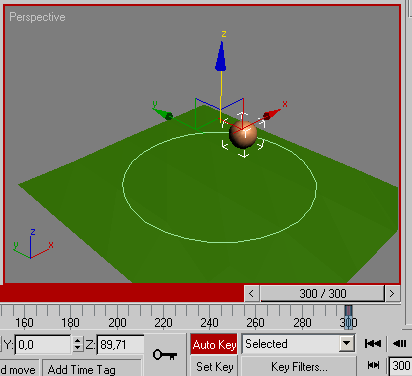 Perspective
z
y
x
z
y
x
< 300 / 300 >
160 180 200 220 240 260 280 300
Y: 0,0 Z: 89,71 Auto Key Selected
Set Key Key Filters... 300
d move Add Time Tag